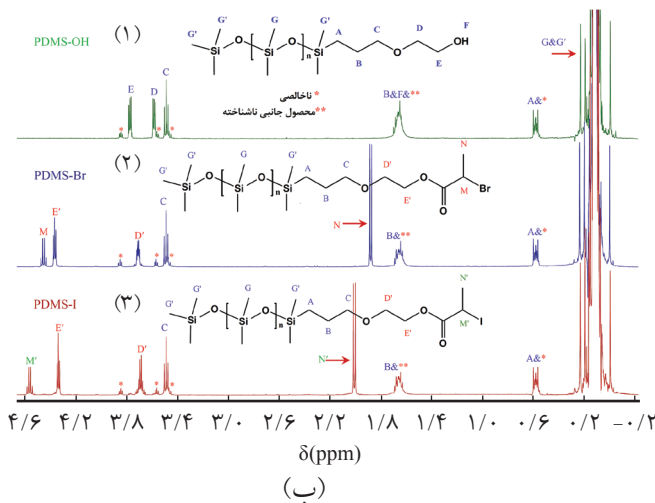 PDMS-OH (۱)
G' G G' A C D F
G' O Si O Si Si n O OH
B E
* ناخالصی
** محصول جانبی ناشناخته
E D C
* * *
B&F&**
A&*
G&G'
PDMS-Br (۲)
G' G G' A C D' N
G' Si O Si O Si n O O Br
B E' O M
M E' D' C
* * *
N
B&**
A&*
PDMS-I (۳)
G' G G' A C D' N'
G' Si O Si O Si n O O I
B E' O M'
M' E' D' C
* * *
N'
B&**
A&*
۴/۶ ۴/۲ ۳/۸ ۳/۴ ۳/۰ ۲/۶ ۲/۲ ۱/۸ ۱/۴ ۱/۰ ۰/۶ ۰/۲ -۰/۲
δ(ppm)
(ب)